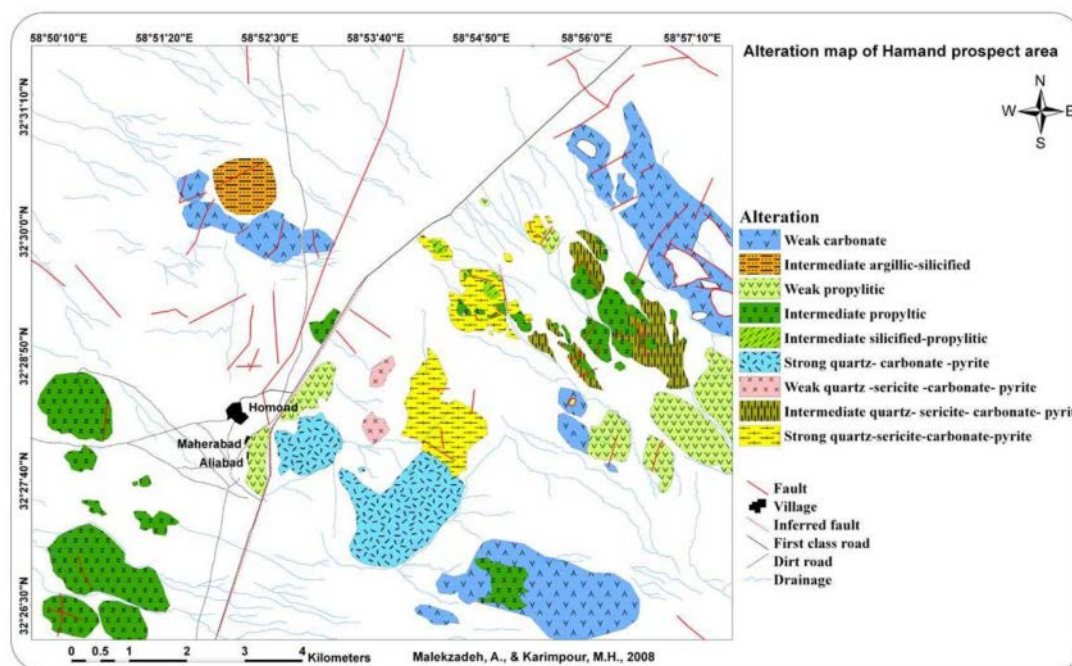 58°50'10"E 58°51'20"E 58°52'30"E 58°53'40"E 58°54'50"E 58°56'0"E 58°57'10"E
Alteration map of Hamand prospect area
N
W E
S
32°31'10"N
32°30'0"N
32°28'50"N
32°27'40"N
32°26'30"N
Homond
Maherabad
Aliabad
Alteration
Weak carbonate
Intermediate argillic-silicified
Weak propylitic
Intermediate propyltic
Intermediate silicified-propylitic
Strong quartz- carbonate -pyrite
Weak quartz -sericite -carbonate- pyrite
Intermediate quartz- sericite- carbonate- pyrit
Strong quartz-sericite-carbonate-pyrite
Fault
Village
Inferred fault
First class road
Dirt road
Drainage
0 0.5 1 2 3 4
Kilometers
Malekzadeh, A., & Karimpour, M.H., 2008